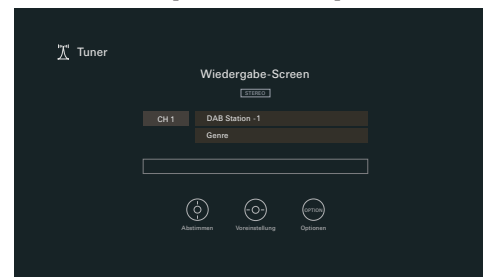 Tuner
Wiedergabe-Screen
STEREO
CH 1 DAB Station -1
Genre
OPTION
Abstimmen Voreinstellung Optionen